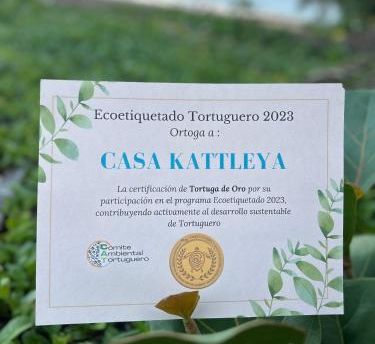 Ecoetiquetado Tortuguero 2023
Ortoga a :
CASA KATTLEYA
La certificación de Tortuga de Oro por su
participación en el programa Ecoetiquetado 2023,
contribuyendo activamente al desarrollo sustentable
de Tortuguero
Comite
Ambiental
Tortuguero